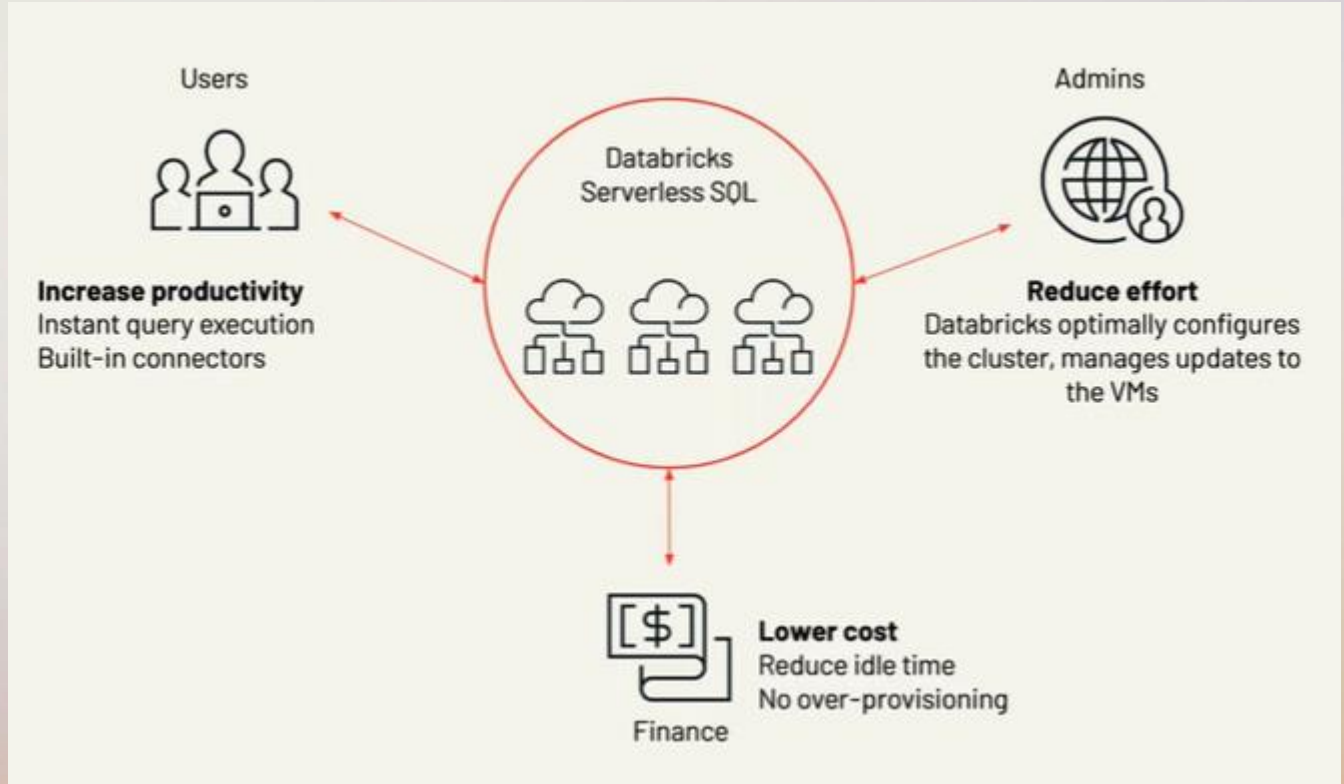 Users
Increase productivity
Instant query execution
Built-in connectors
Databricks
Serverless SQL
Admins
Reduce effort
Databricks optimally configures
the cluster, manages updates to
the VMs
[$]
Finance
Lower cost
Reduce idle time
No over-provisioning